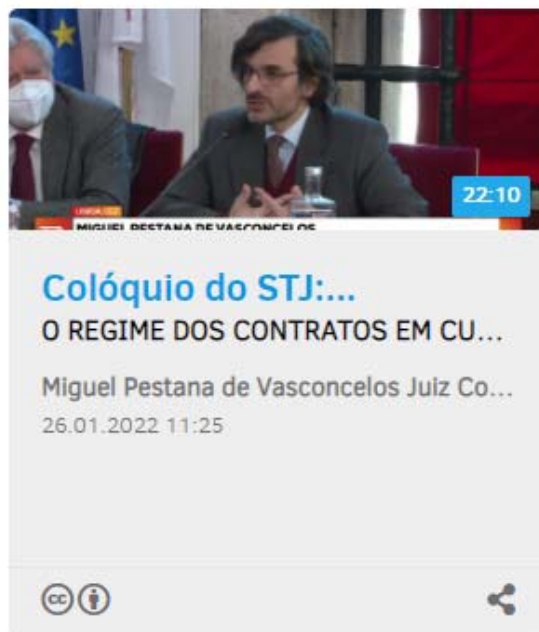 22:10
MIGUEL PESTANA DE VASCONCELOS
Colóquio do STJ:...
O REGIME DOS CONTRATOS EM CU...
Miguel Pestana de Vasconcelos Juiz Co...
26.01.2022 11:25
cc